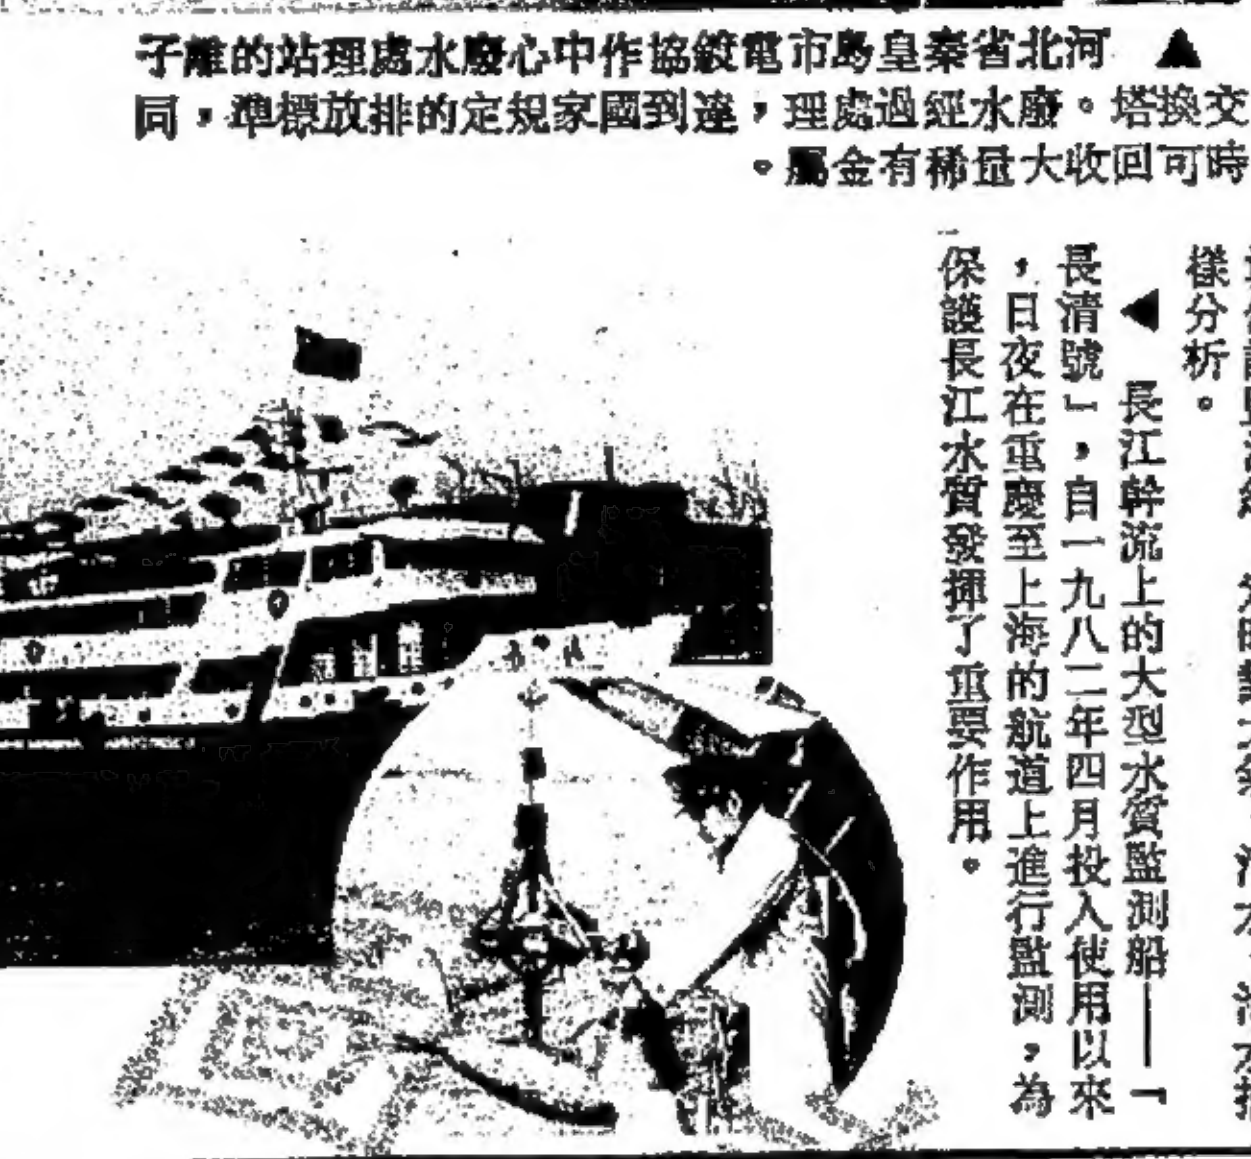 ▲ 河北省秦皇島市電鍍協作中心廢水處理站的離子
交換塔。廢水經過處理，達到國家規定的排放標準，同
時可回收大量稀有金屬。
樣分析。
◀ 長江幹流上的大型水質監測船——「
長清號」，自一九八二年四月投入使用以來
，日夜在重慶至上海的航道上進行監測，為
保護長江水質發揮了重要作用。